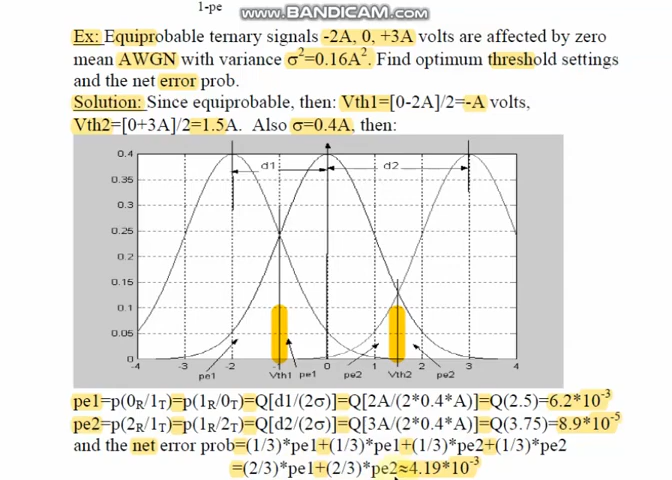 1-pe
www.BANDICAM.com
Ex: Equiprobable ternary signals -2A, 0, +3A volts are affected by zero
mean AWGN with variance σ²=0.16A². Find optimum threshold settings
and the net error prob.
Solution: Since equiprobable, then: Vth1=[0-2A]/2=-A volts,
Vth2=[0+3A]/2=1.5A. Also σ=0.4A, then:
0.4
d1
d2
0.35
0.3
0.25
0.2
0.15
0.1
0.05
0
-4 -3 -2 Vth1 0 1 Vth2 2 3 4
pe1 pe1 pe2 pe2
pe1=p(0R/1T)=p(1R/0T)=Q[d1/(2σ)]=Q[2A/(2*0.4*A)]=Q(2.5)=6.2*10⁻³
pe2=p(2R/1T)=p(1R/2T)=Q[d2/(2σ)]=Q[3A/(2*0.4*A)]=Q(3.75)=8.9*10⁻⁵
and the net error prob=(1/3)*pe1+(1/3)*pe1+(1/3)*pe2+(1/3)*pe2
=(2/3)*pe1+(2/3)*pe2≈4.19*10⁻³